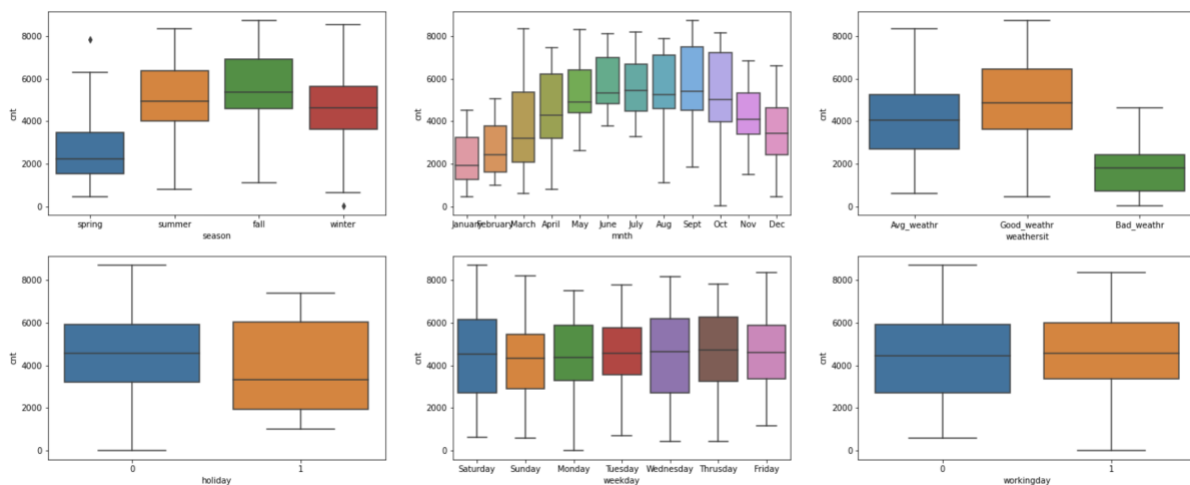 8000
6000
4000
2000
0
cnt
spring summer fall winter
season
8000
6000
4000
2000
0
cnt
January February March April May June July Aug Sept Oct Nov Dec
mnth
8000
6000
4000
2000
0
cnt
Avg_weathr Good_weathr Bad_weathr
weathersit
8000
6000
4000
2000
0
cnt
0 1
holiday
8000
6000
4000
2000
0
cnt
Saturday Sunday Monday Tuesday Wednesday Thrusday Friday
weekday
8000
6000
4000
2000
0
cnt
0 1
workingday